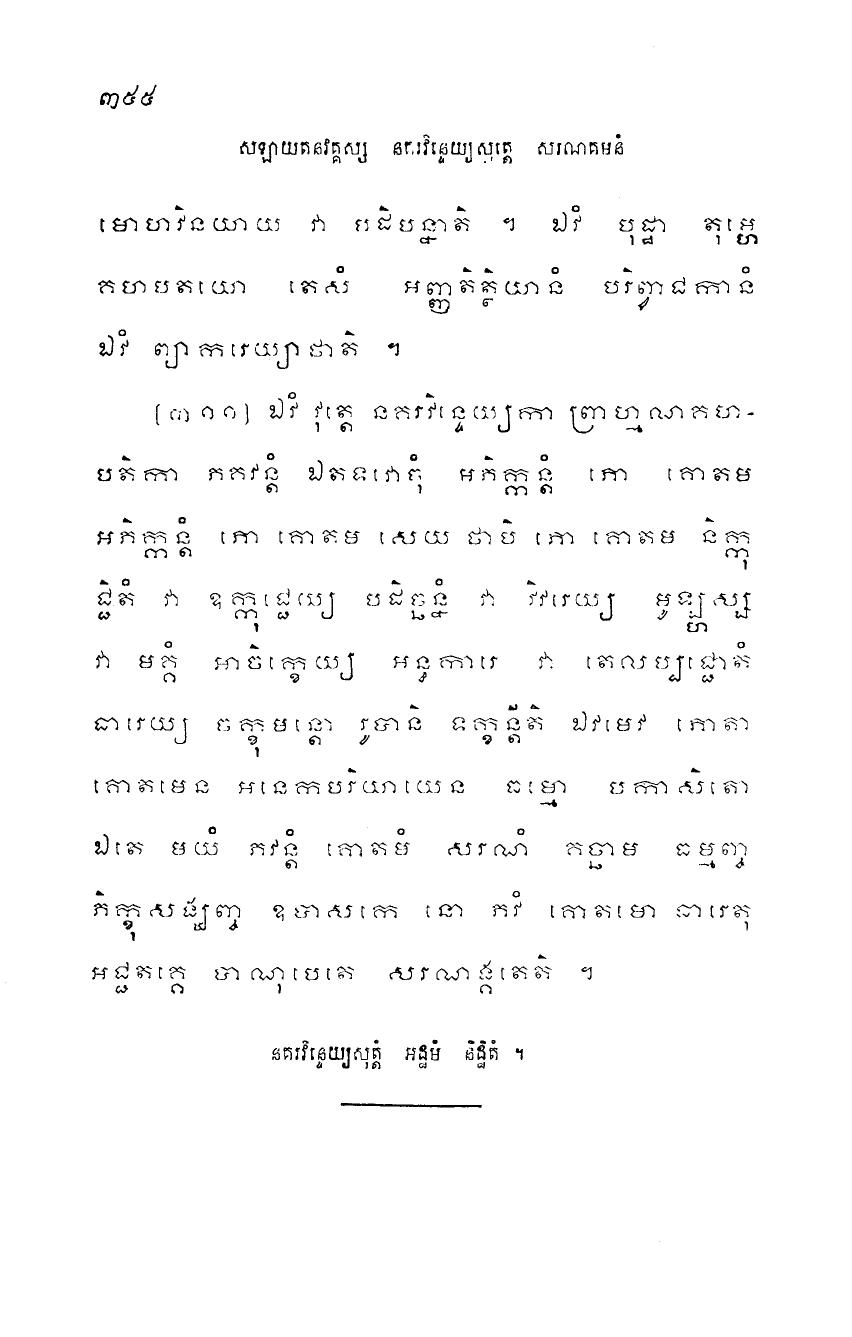 ៣៥៥
សឡាយតនវគ្គស្ស នគរវិន្ទេយ្យសុត្តេ សរណគមនំ
មោហវិនយាយ វា បដិបន្នាតិ ។ ឯវំ បុដ្ឋា តុម្ហេ
គហបតយោ តេសំ អញ្ញតិត្ថិយានំ បរិព្វាជកានំ
ឯវំ ព្យាករេយ្យាថាតិ ។
[៣១១] ឯវំ វុត្តេ នគរវិន្ទេយ្យកា ព្រាហ្មណគហ-
បតិកា ភគវន្តំ ឯតទវោចុំ អភិក្កន្តំ ភោ គោតម
អភិក្កន្តំ ភោ គោតម សេយ្យថាបិ ភោ គោតម និក្កុ
ជ្ជិតំ វា ឧក្កុជ្ជេយ្យ បដិច្ឆន្នំ វា វិវរេយ្យ មូឡ្ហស្ស
វា មគ្គំ អាចិក្ខេយ្យ អន្ធការេ វា តេលប្បជ្ជោតំ
ធារេយ្យ ចក្ខុមន្តោ រូបានិ ទក្ខន្តីតិ ឯវមេវ ភោតា
គោតមេន អនេកបរិយាយេន ធម្មោ បកាសិតោ
ឯតេ មយំ ភវន្តំ គោតមំ សរណំ គច្ឆាម ធម្មញ្ច
ភិក្ខុសង្ឃញ្ច ឧបាសកេ នោ ភវំ គោតមោ ធារេតុ
អជ្ជតគ្គេ បាណុបេតេ សរណង្គតេតិ ។
នគរវិន្ទេយ្យសុត្តំ អដ្ឋមំ និដ្ឋិតំ ។